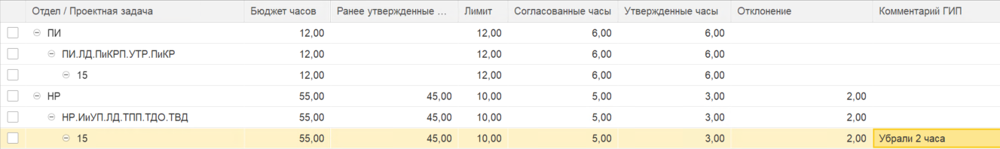 Отдел / Проектная задача Бюджет часов Ранее утвержденные ... Лимит Согласованные часы Утвержденные часы Отклонение Комментарий ГИП
ПИ 12,00 12,00 6,00 6,00
ПИ.ЛД.ПиКРП.УТР.ПиКР 12,00 12,00 6,00 6,00
15 12,00 12,00 6,00 6,00
НР 55,00 45,00 10,00 5,00 3,00 2,00
НР.ИиУП.ЛД.ТПП.ТДО.ТВД 55,00 45,00 10,00 5,00 3,00 2,00
15 55,00 45,00 10,00 5,00 3,00 2,00 Убрали 2 часа